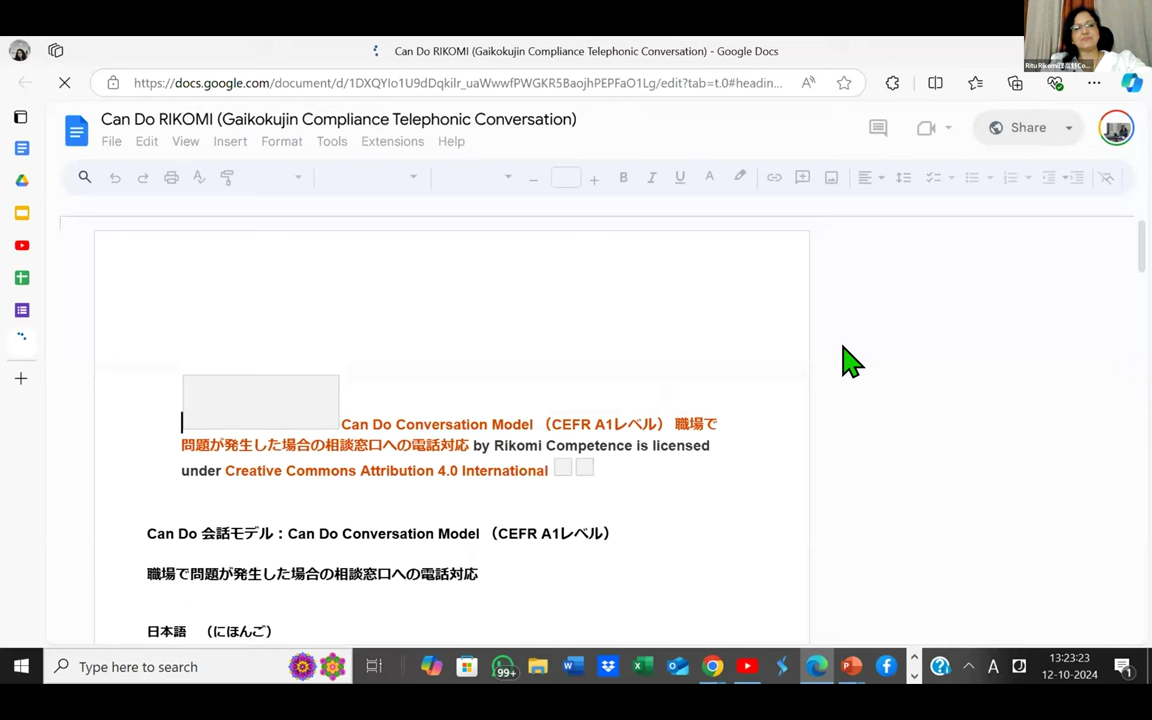 Can Do RIKOMI (Gaikokujin Compliance Telephonic Conversation) - Google Docs
https://docs.google.com/document/d/1DXQYlo1U9dDqkilr_uaWwwfPWGKR5BaojhPEPFaO1Lg/edit?tab=t.0#headin...
Can Do RIKOMI (Gaikokujin Compliance Telephonic Conversation)
File Edit View Insert Format Tools Extensions Help
Share
Can Do Conversation Model （CEFR A1レベル） 職場で
問題が発生した場合の相談窓口への電話対応 by Rikomi Competence is licensed
under Creative Commons Attribution 4.0 International
Can Do 会話モデル：Can Do Conversation Model （CEFR A1レベル）
職場で問題が発生した場合の相談窓口への電話対応
日本語 （にほんご）
Type here to search
99+
13:23:23
12-10-2024
1